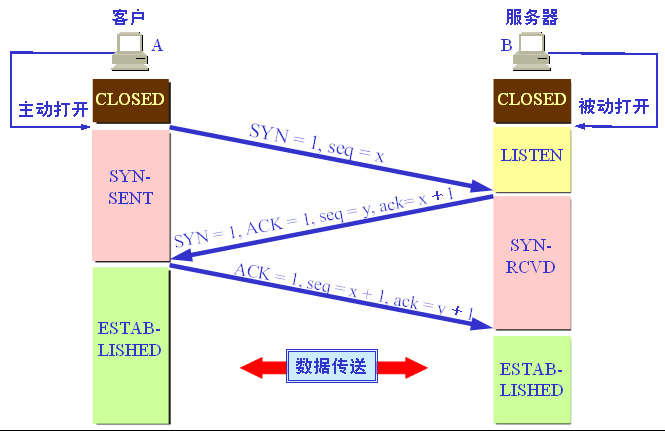 客户
服务器
A
B
CLOSED
CLOSED
主动打开
被动打开
SYN = 1, seq = x
LISTEN
SYN-
SENT
SYN = 1, ACK = 1, seq = y, ack= x + 1
SYN-
RCVD
ACK = 1, seq = x + 1, ack = y + 1
ESTAB-
LISHED
数据传送
ESTAB-
LISHED